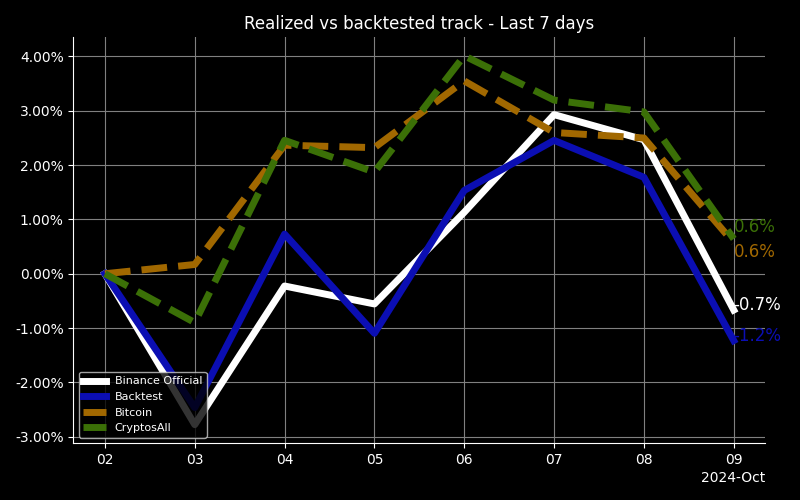 Realized vs backtested track - Last 7 days
4.00%
3.00%
2.00%
1.00%
0.00%
-1.00%
-2.00%
-3.00%
0.6%
0.6%
-0.7%
-1.2%
Binance Official
Backtest
Bitcoin
CryptosAll
02 03 04 05 06 07 08 09
2024-Oct